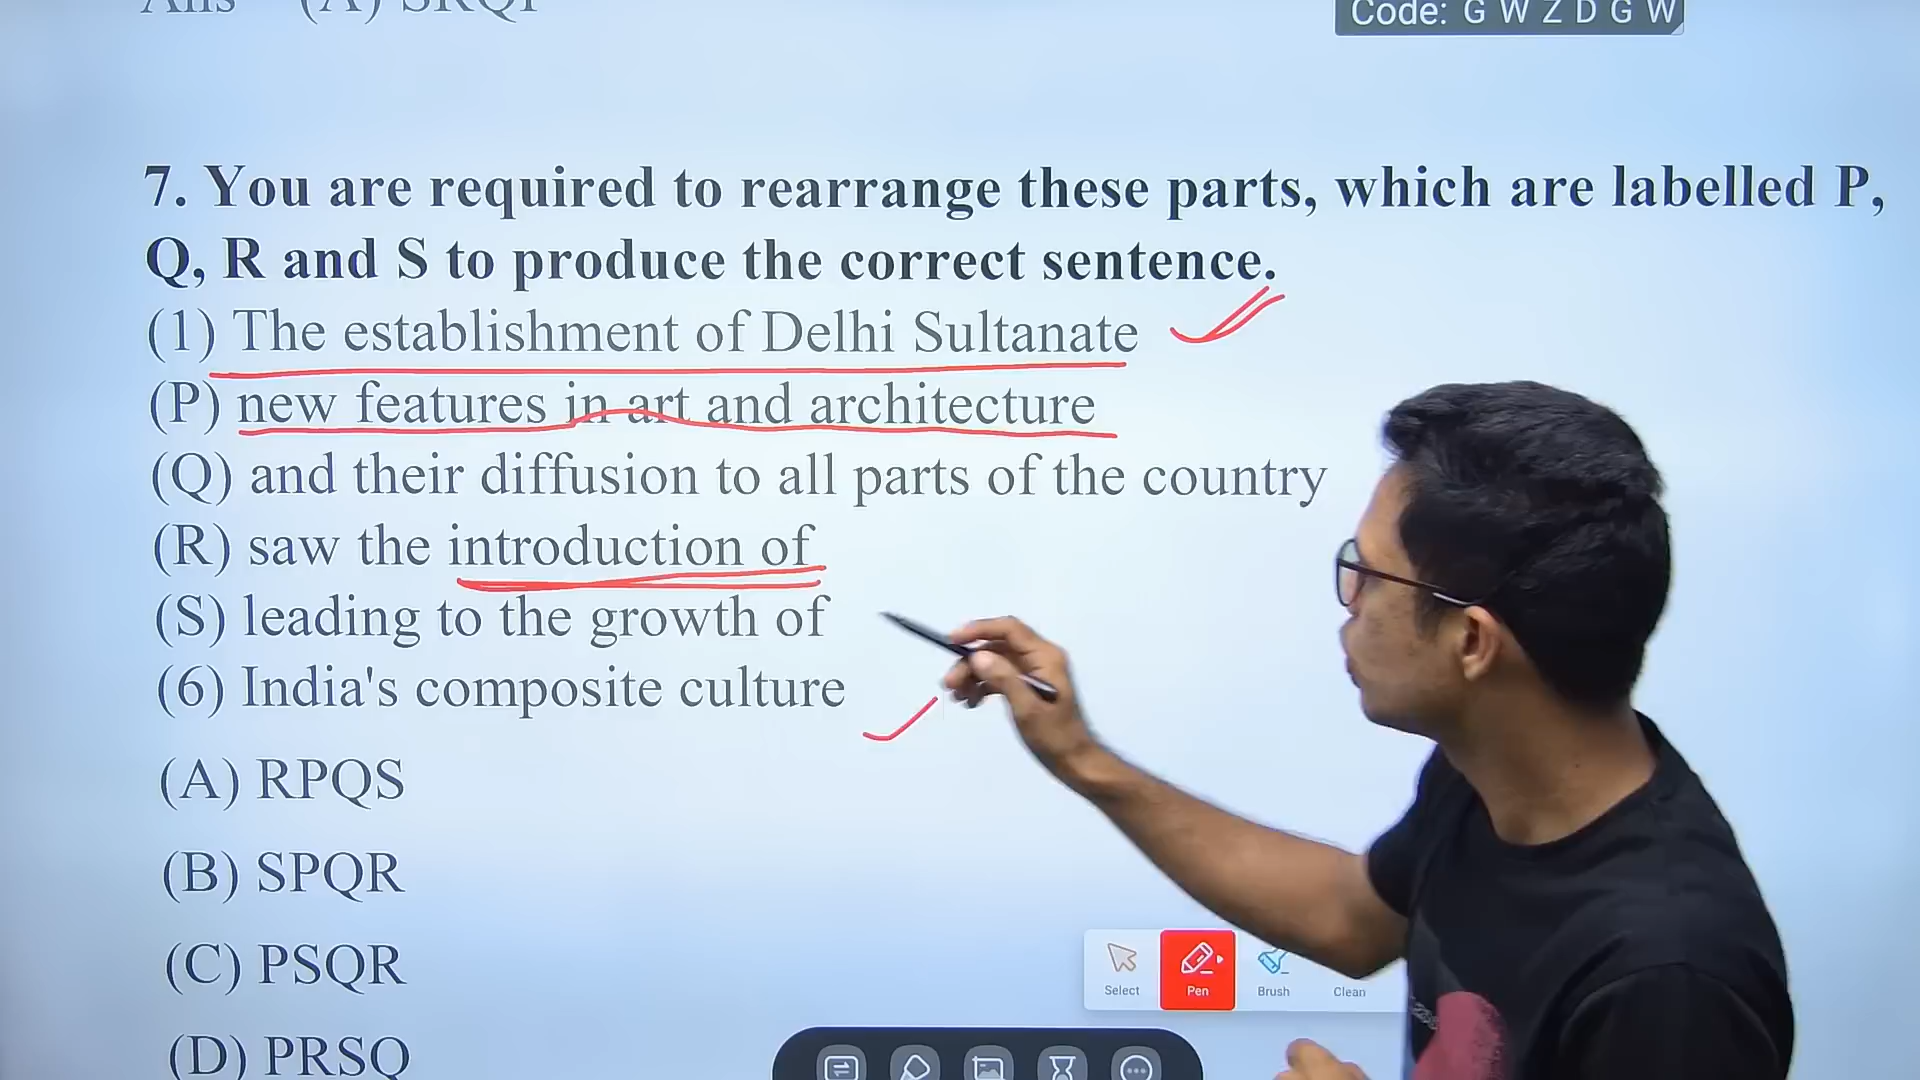 Ans (A) SRQP
Code: G W Z D G W
7. You are required to rearrange these parts, which are labelled P,
Q, R and S to produce the correct sentence.
(1) The establishment of Delhi Sultanate
(P) new features in art and architecture
(Q) and their diffusion to all parts of the country
(R) saw the introduction of
(S) leading to the growth of
(6) India's composite culture
(A) RPQS
(B) SPQR
(C) PSQR
(D) PRSQ
Select
Pen
Brush
Clean